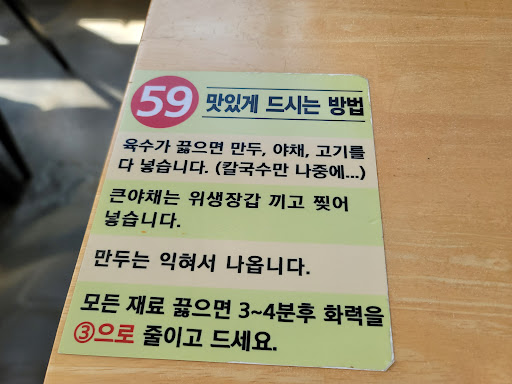 59 맛있게 드시는 방법
육수가 끓으면 만두, 야채, 고기를
다 넣습니다. (칼국수만 나중에...)
큰야채는 위생장갑 끼고 찢어
넣습니다.
만두는 익혀서 나옵니다.
모든 재료 끓으면 3~4분후 화력을
③으로 줄이고 드세요.